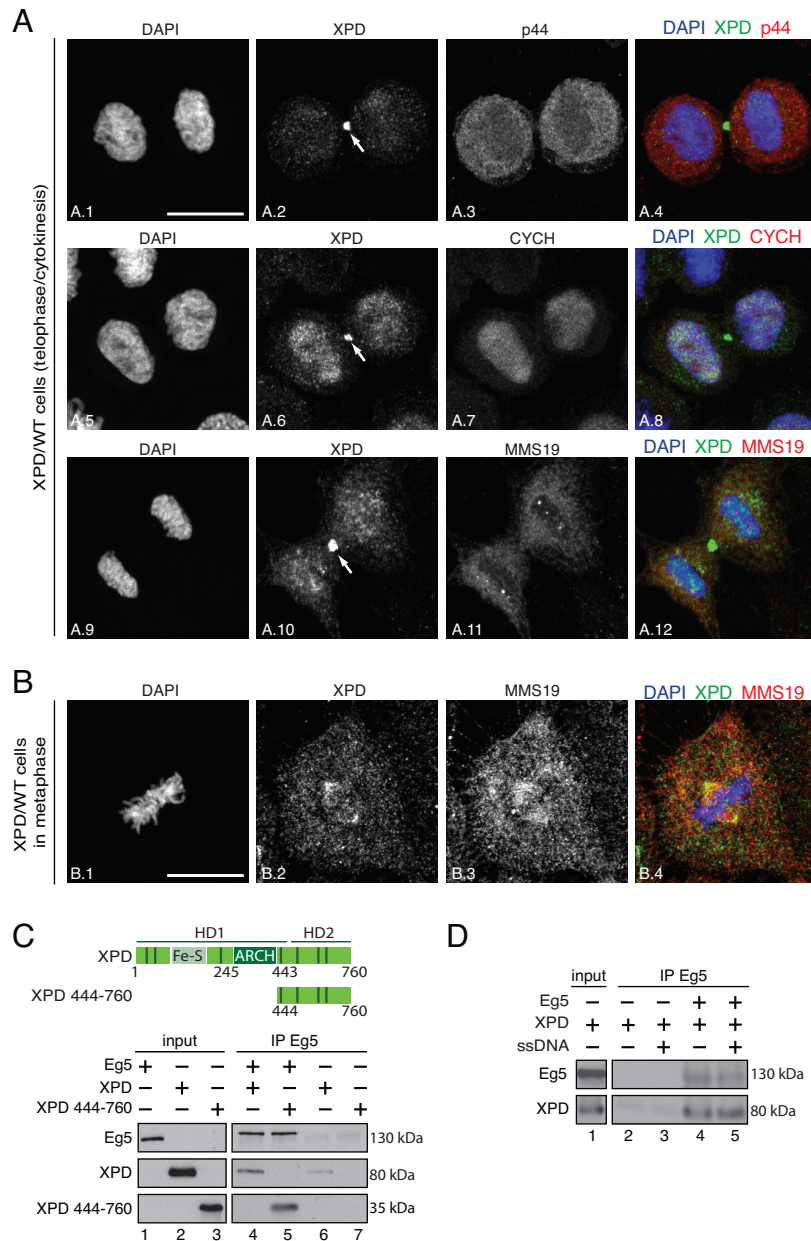 A
DAPI XPD p44 DAPI XPD p44
XPD/WT cells (telophase/cytokinesis)
A.1 A.2 A.3 A.4
DAPI XPD CYCH DAPI XPD CYCH
A.5 A.6 A.7 A.8
DAPI XPD MMS19 DAPI XPD MMS19
A.9 A.10 A.11 A.12
B
DAPI XPD MMS19 DAPI XPD MMS19
XPD/WT cells
in metaphase
B.1 B.2 B.3 B.4
C
HD1 HD2
XPD Fe-S ARCH
1 245 443 760
XPD 444-760
444 760
input IP Eg5
Eg5 + − − + + − −
XPD − + − + − + −
XPD 444-760 − − + − + − +
Eg5 130 kDa
XPD 80 kDa
XPD 444-760 35 kDa
1 2 3 4 5 6 7
D
input IP Eg5
Eg5 − − − + +
XPD + + + + +
ssDNA − − + − +
Eg5 130 kDa
XPD 80 kDa
1 2 3 4 5